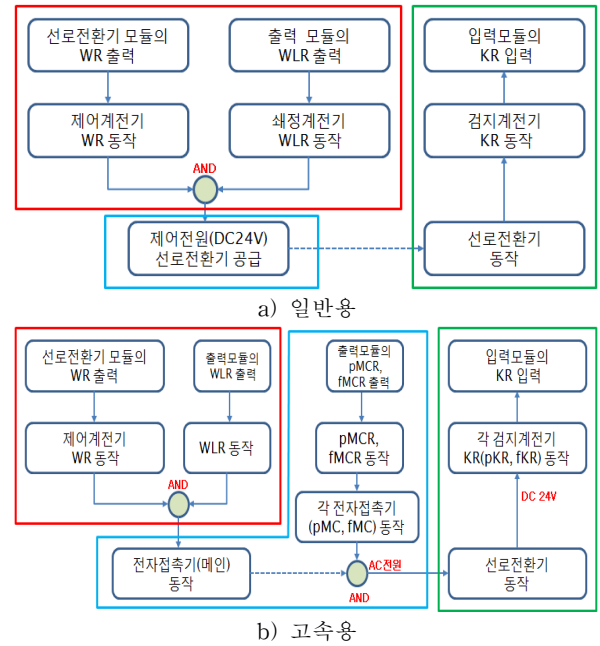 선로전환기 모듈의
WR 출력
출력 모듈의
WLR 출력
입력모듈의
KR 입력
제어계전기
WR 동작
쇄정계전기
WLR 동작
검지계전기
KR 동작
AND
제어전원(DC24V)
선로전환기 공급
선로전환기
동작
a) 일반용
선로전환기 모듈의
WR 출력
출력모듈의
WLR 출력
출력모듈의
pMCR,
fMCR 출력
입력모듈의
KR 입력
제어계전기
WR 동작
WLR 동작
pMCR,
fMCR 동작
각 검지계전기
KR(pKR, fKR) 동작
AND
각 전자접촉기
(pMC, fMC) 동작
DC 24V
전자접촉기(메인)
동작
AC전원
AND
선로전환기
동작
b) 고속용